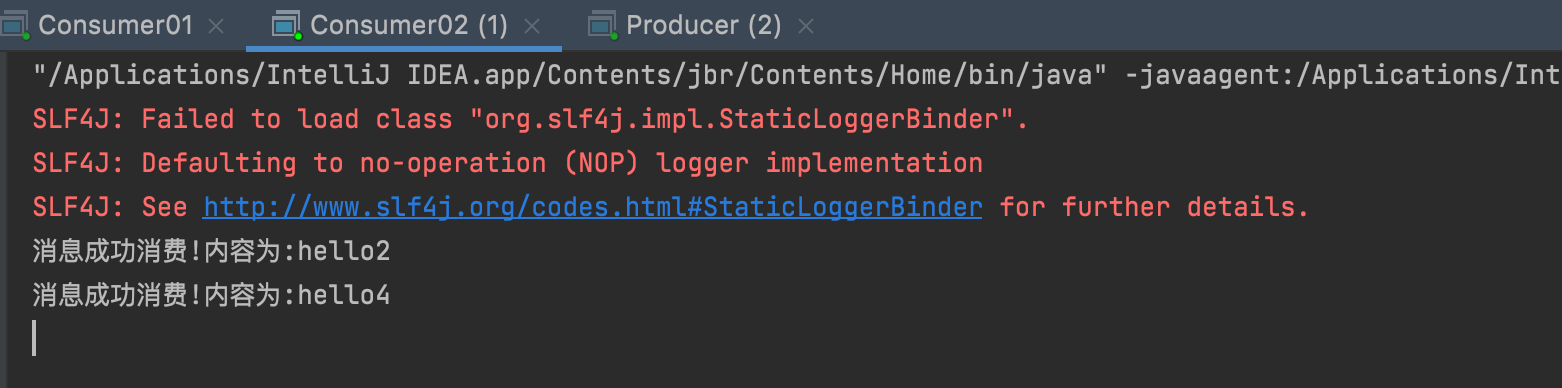 Consumer01 Consumer02 (1) Producer (2)
"/Applications/IntelliJ IDEA.app/Contents/jbr/Contents/Home/bin/java" -javaagent:/Applications/Int
SLF4J: Failed to load class "org.slf4j.impl.StaticLoggerBinder".
SLF4J: Defaulting to no-operation (NOP) logger implementation
SLF4J: See http://www.slf4j.org/codes.html#StaticLoggerBinder for further details.
消息成功消费!内容为:hello2
消息成功消费!内容为:hello4